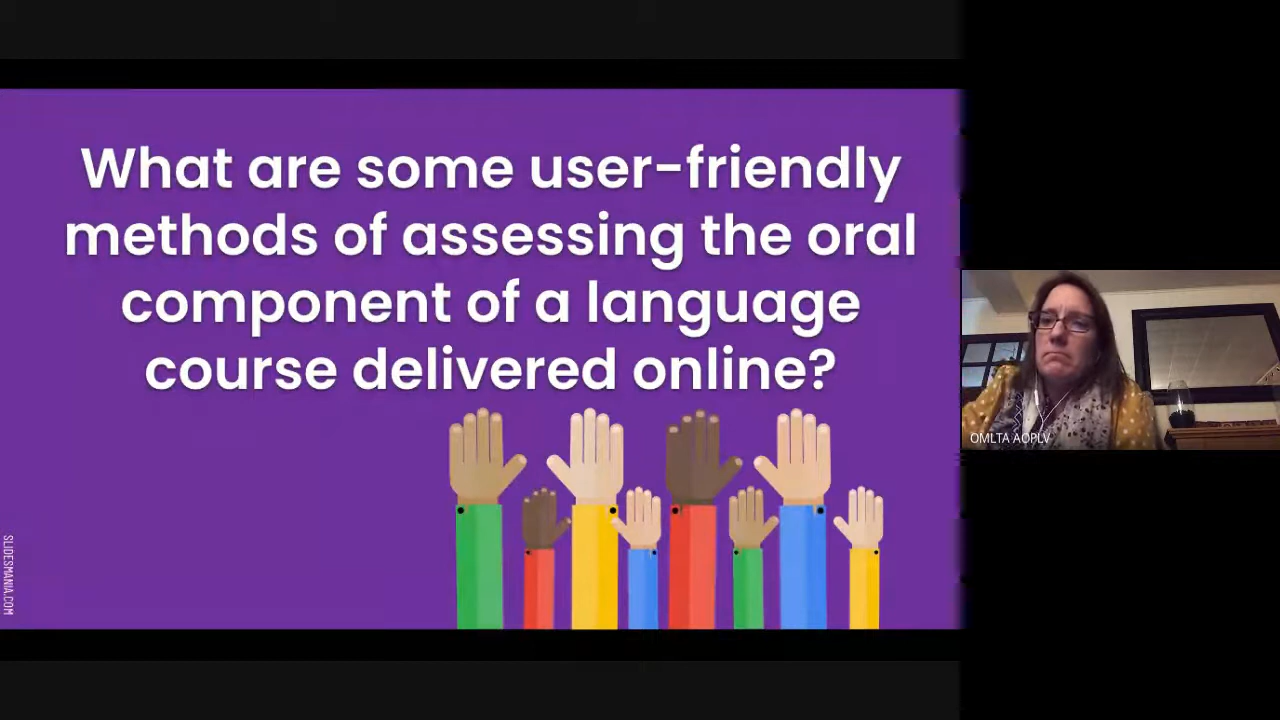 What are some user-friendly
methods of assessing the oral
component of a language
course delivered online?
SLIDESMANIA.COM
OMLTA AOPLV